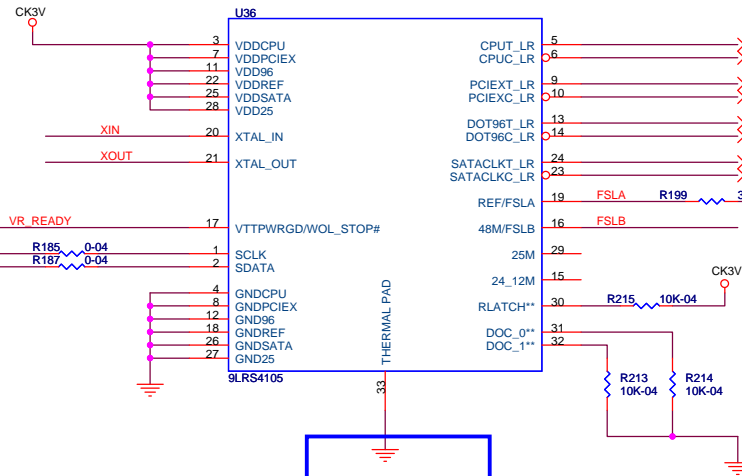 CK3V
U36
3 VDDCPU CPUT_LR 5
7 VDDPCIEX CPUC_LR 6
11 VDD96
22 VDDREF PCIEXT_LR 9
25 VDDSATA PCIEXC_LR 10
28 VDD25
DOT96T_LR 13
XIN 20 XTAL_IN DOT96C_LR 14
XOUT 21 XTAL_OUT SATACLKT_LR 24
SATACLKC_LR 23
REF/FSLA 19 FSLA R199 3
VR_READY 17 VTTPWRGD/WOL_STOP# 48M/FSLB 16 FSLB
R185 0-04 1 SCLK 25M 29
R187 0-04 2 SDATA
24_12M 15
CK3V
4 GNDCPU
8 GNDPCIEX RLATCH** 30 R215 10K-04
12 GND96
18 GNDREF DOC_0** 31
26 GNDSATA DOC_1** 32
27 GND25
THERMAL PAD
9LRS4105
33
R213 10K-04
R214 10K-04